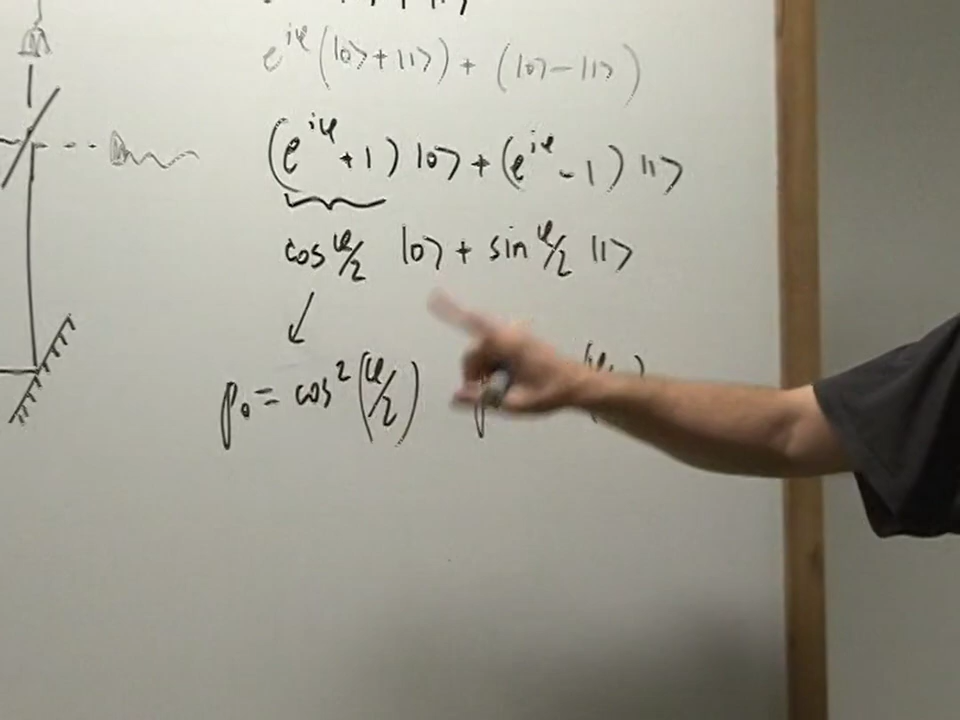 e^{iφ}(|0⟩+|1⟩) + (|0⟩−|1⟩)
(e^{iφ}+1)|0⟩+(e^{iφ}-1)|1⟩
cos φ/2 |0⟩ + sin φ/2 |1⟩
p₀ = cos²(φ/2) p